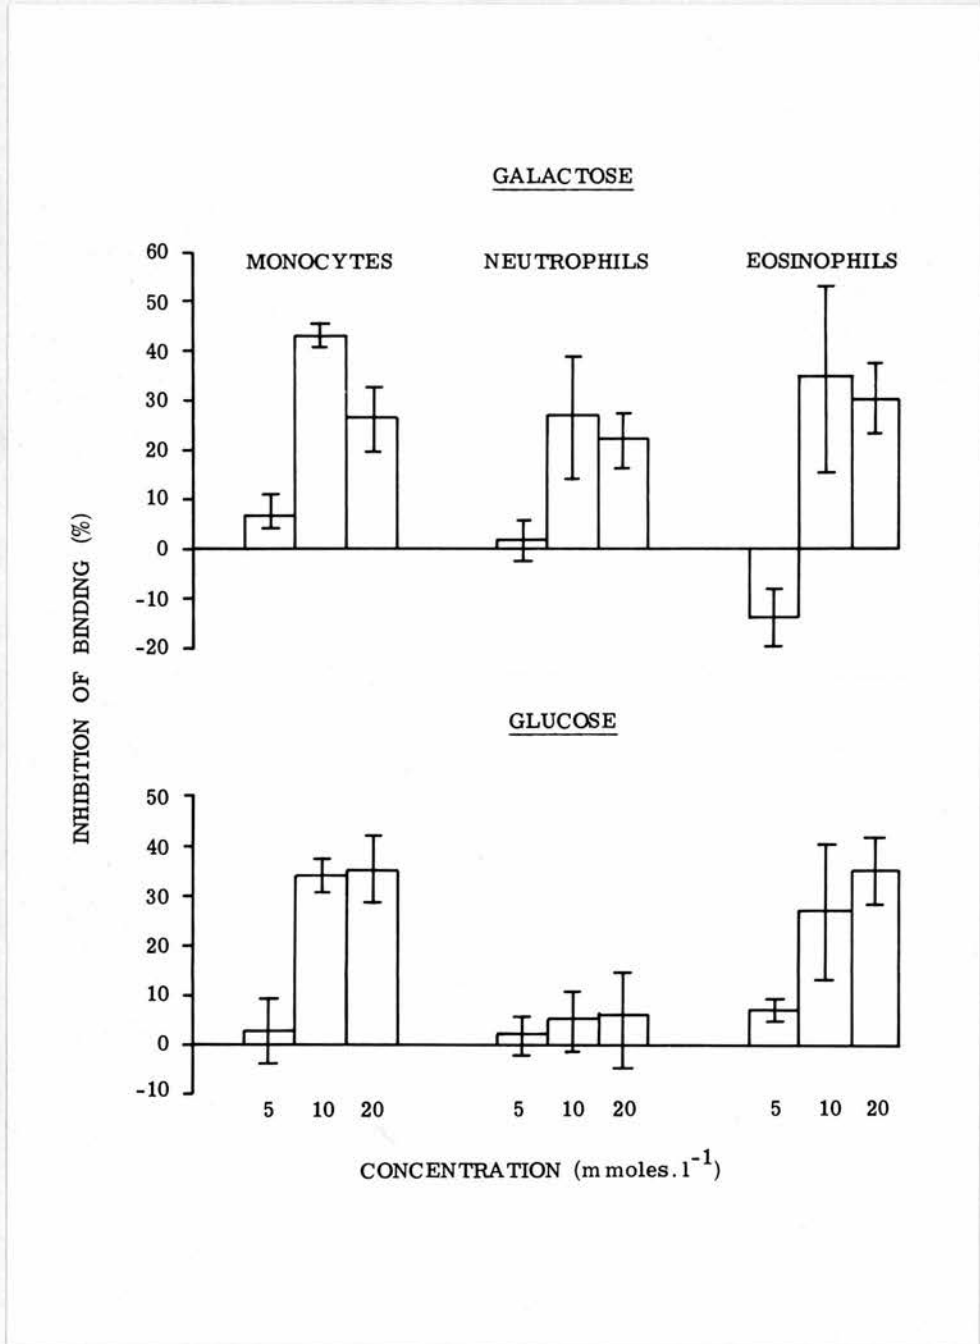 GALACTOSE
MONOCYTES NEUTROPHILS EOSINOPHILS
60
50
40
30
20
10
0
-10
-20
INHIBITION OF BINDING (%)
GLUCOSE
50
40
30
20
10
0
-10
5 10 20 5 10 20 5 10 20
CONCENTRATION (m moles.l⁻¹)